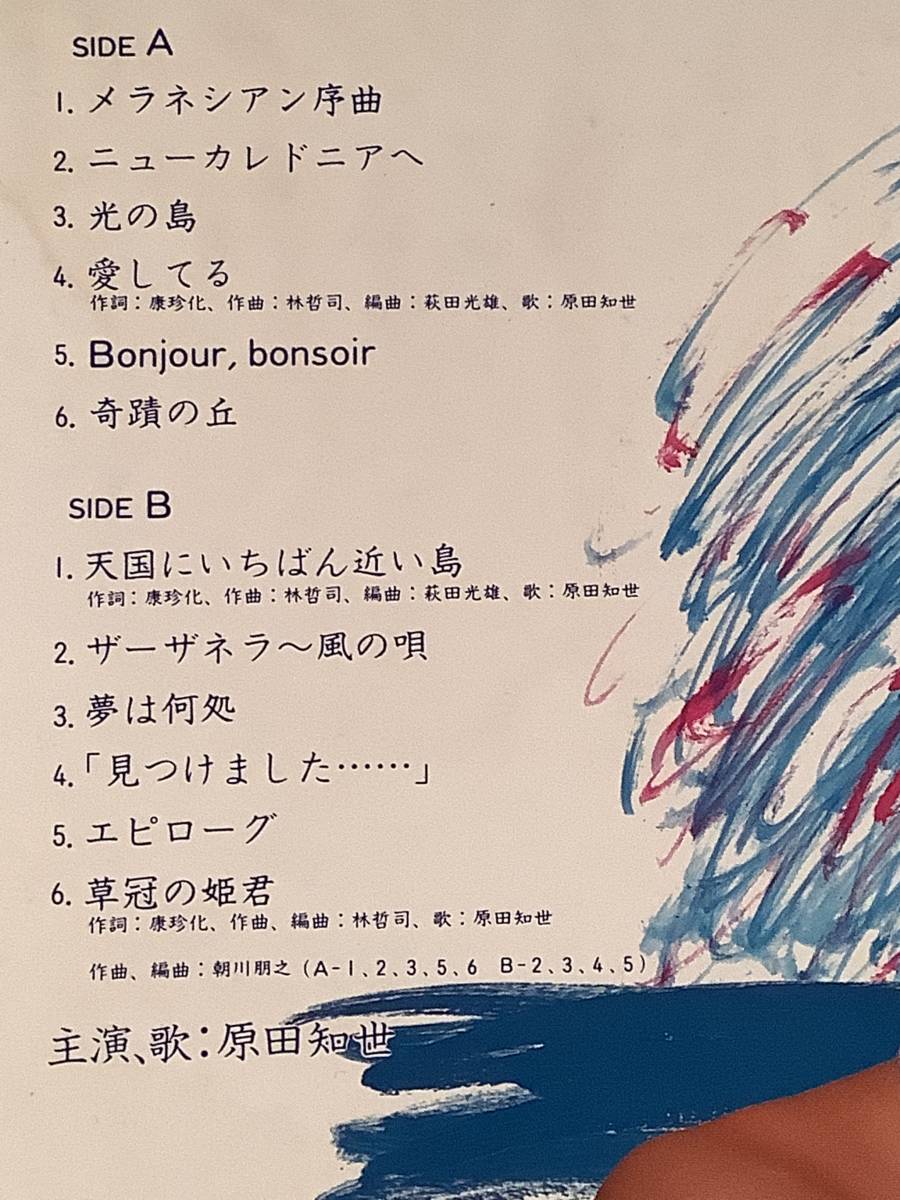 SIDE A
1. メラネシアン序曲
2. ニューカレドニアへ
3. 光の島
4. 愛してる
作詞：康珍化、作曲：林哲司、編曲：萩田光雄、歌：原田知世
5. Bonjour, bonsoir
6. 奇蹟の丘
SIDE B
1. 天国にいちばん近い島
作詞：康珍化、作曲：林哲司、編曲：萩田光雄、歌：原田知世
2. ザーザネラ〜風の唄
3. 夢は何処
4.「見つけました……」
5. エピローグ
6. 草冠の姫君
作詞：康珍化、作曲、編曲：林哲司、歌：原田知世
作曲、編曲：朝川朋之（A-1、2、3、5、6 B-2、3、4、5）
主演、歌：原田知世